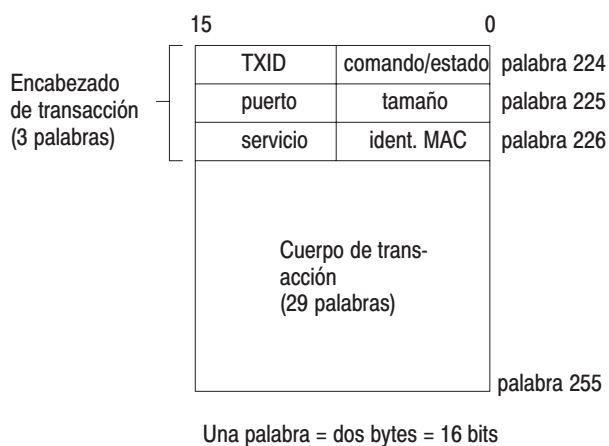 15 0
TXID comando/estado palabra 224
Encabezado
de transacción
(3 palabras)
puerto tamaño palabra 225
servicio ident. MAC palabra 226
Cuerpo de trans-
acción
(29 palabras)
palabra 255
Una palabra = dos bytes = 16 bits